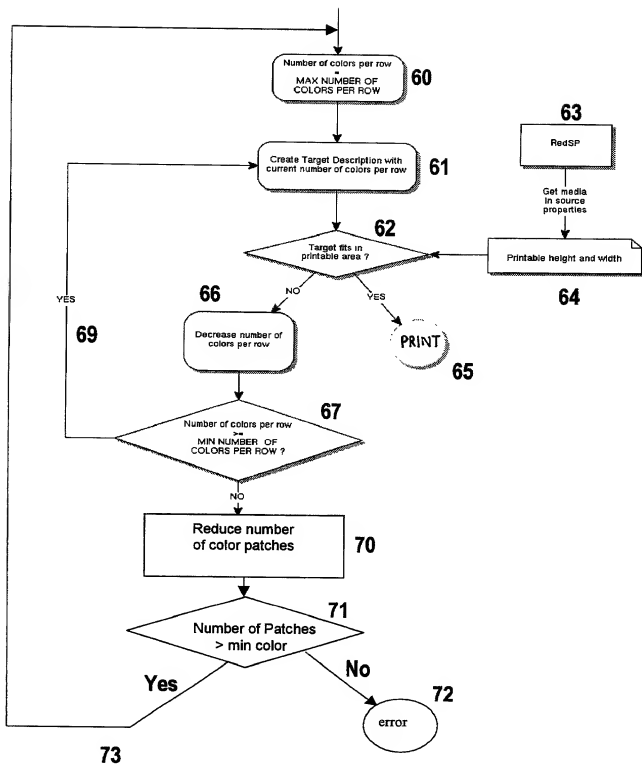 Number of colors per row
=
MAX NUMBER OF
COLORS PER ROW
60
63
RedSP
Create Target Description with
current number of colors per row
61
Get media
in source
properties
62
Target fits in
printable area ?
Printable height and width
64
NO
YES
66
YES
69
Decrease number of
colors per row
PRINT
65
67
Number of colors per row
>=
MIN NUMBER OF
COLORS PER ROW ?
NO
Reduce number
of color patches
70
71
Number of Patches
> min color
Yes
No
72
error
73